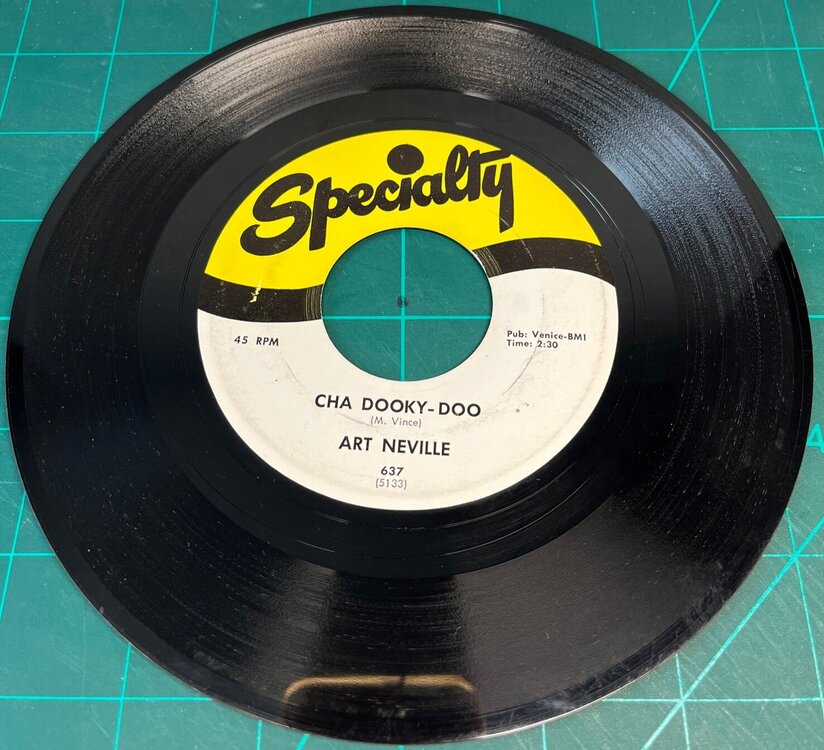 Specialty
45 RPM
Pub: Venice-BMI
Time: 2:30
CHA DOOKY-DOO
(M. Vince)
ART NEVILLE
637
(5133)